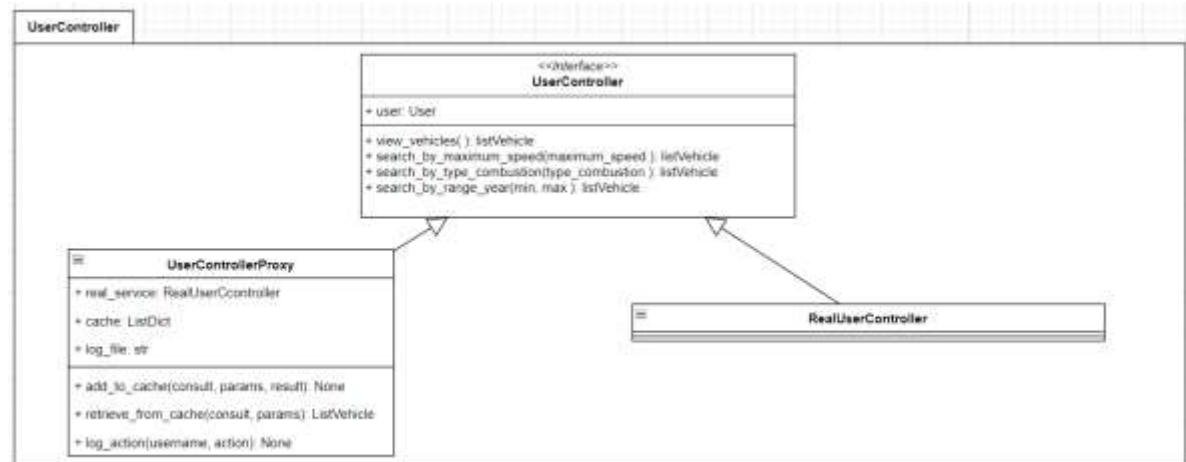 UserController
<<Interface>>
UserController
+ user: User
+ view_vehicles( ): listVehicle
+ search_by_maximum_speed(maximum_speed ): listVehicle
+ search_by_type_combustion(type_combustion ): listVehicle
+ search_by_range_year(min, max ): listVehicle
UserControllerProxy
+ real_service: RealUserCcontroller
+ cache: ListDict
+ log_file: str
+ add_to_cache(consult, params, result): None
+ retrieve_from_cache(consult, params): ListVehicle
+ log_action(username, action): None
RealUserController